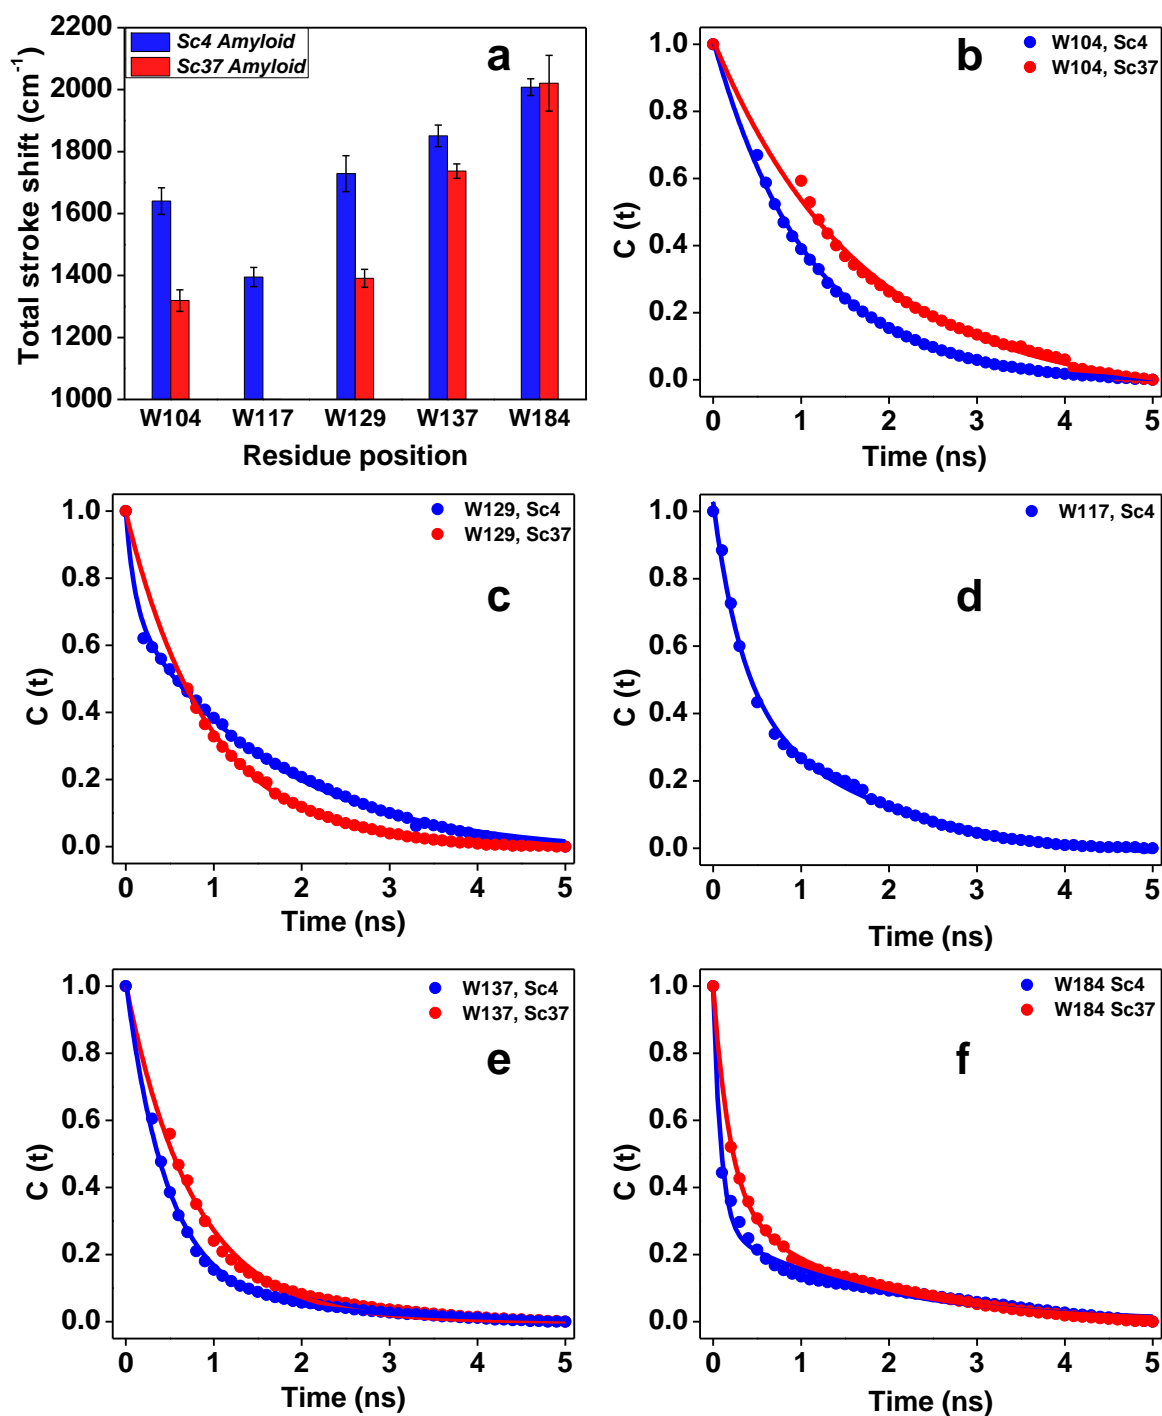 a
Sc4 Amyloid
Sc37 Amyloid
Total stroke shift (cm⁻¹)
2200
2000
1800
1600
1400
1200
1000
W104 W117 W129 W137 W184
Residue position
b
W104, Sc4
W104, Sc37
C (t)
1.0
0.8
0.6
0.4
0.2
0.0
0 1 2 3 4 5
Time (ns)
c
W129, Sc4
W129, Sc37
C (t)
1.0
0.8
0.6
0.4
0.2
0.0
0 1 2 3 4 5
Time (ns)
d
W117, Sc4
C (t)
1.0
0.8
0.6
0.4
0.2
0.0
0 1 2 3 4 5
Time (ns)
e
W137, Sc4
W137, Sc37
C (t)
1.0
0.8
0.6
0.4
0.2
0.0
0 1 2 3 4 5
Time (ns)
f
W184 Sc4
W184 Sc37
C (t)
1.0
0.8
0.6
0.4
0.2
0.0
0 1 2 3 4 5
Time (ns)